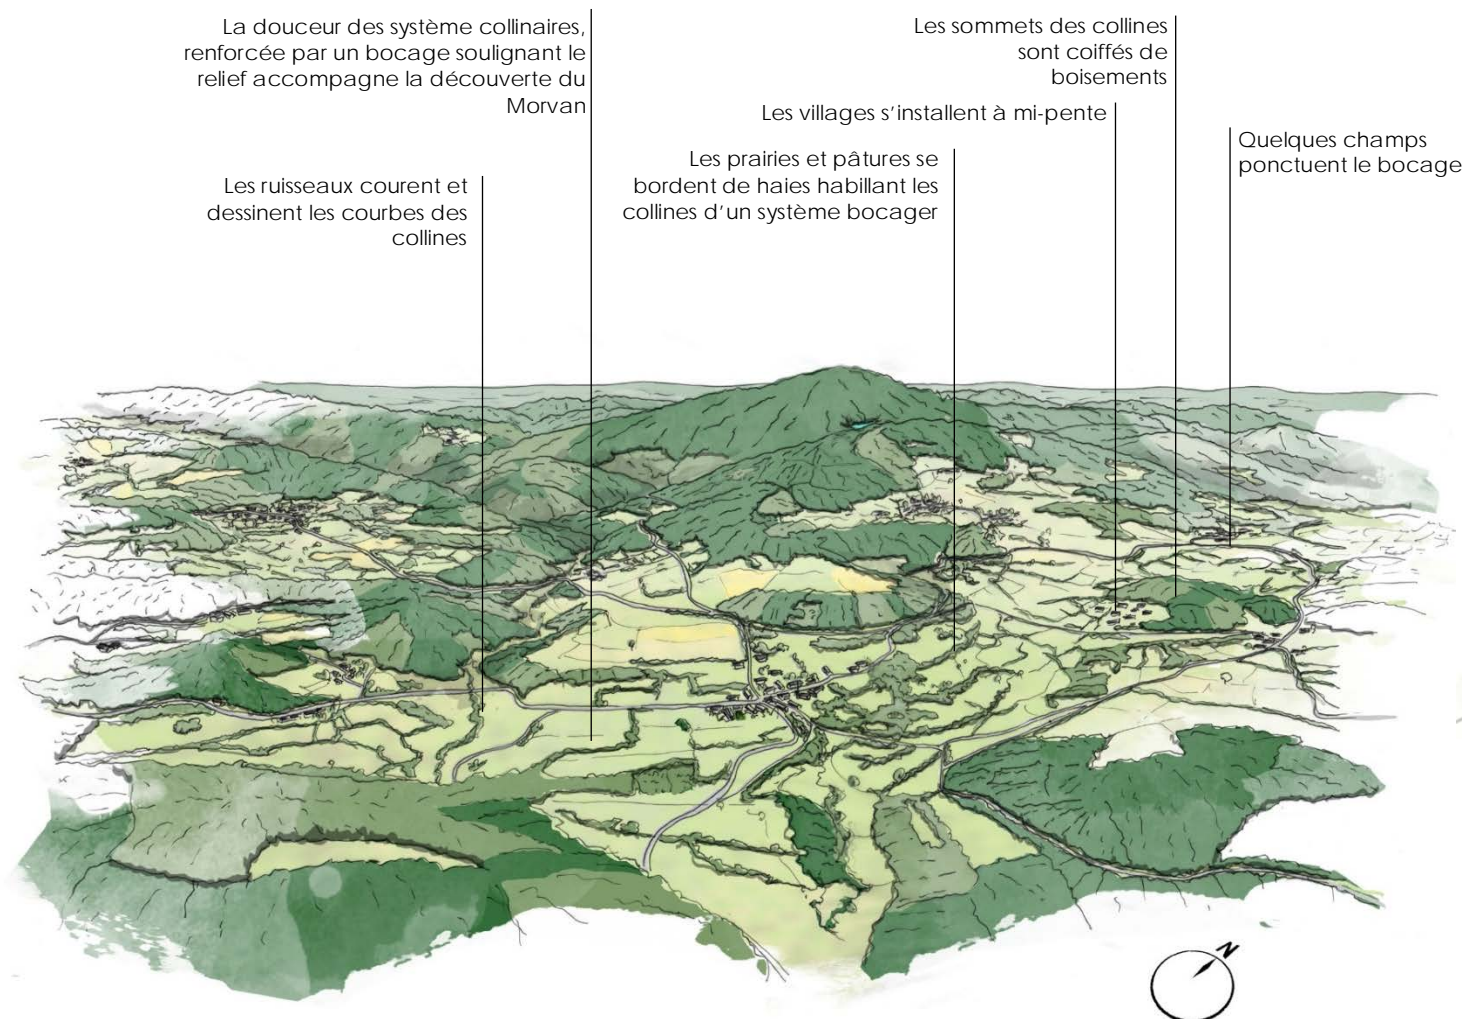 La douceur des système collinaires,
renforcée par un bocage soulignant le
relief accompagne la découverte du
Morvan
Les sommets des collines
sont coiffés de
boisements
Les villages s'installent à mi-pente
Quelques champs
ponctuent le bocage
Les prairies et pâtures se
bordent de haies habillant les
collines d'un système bocager
Les ruisseaux courent et
dessinent les courbes des
collines
N